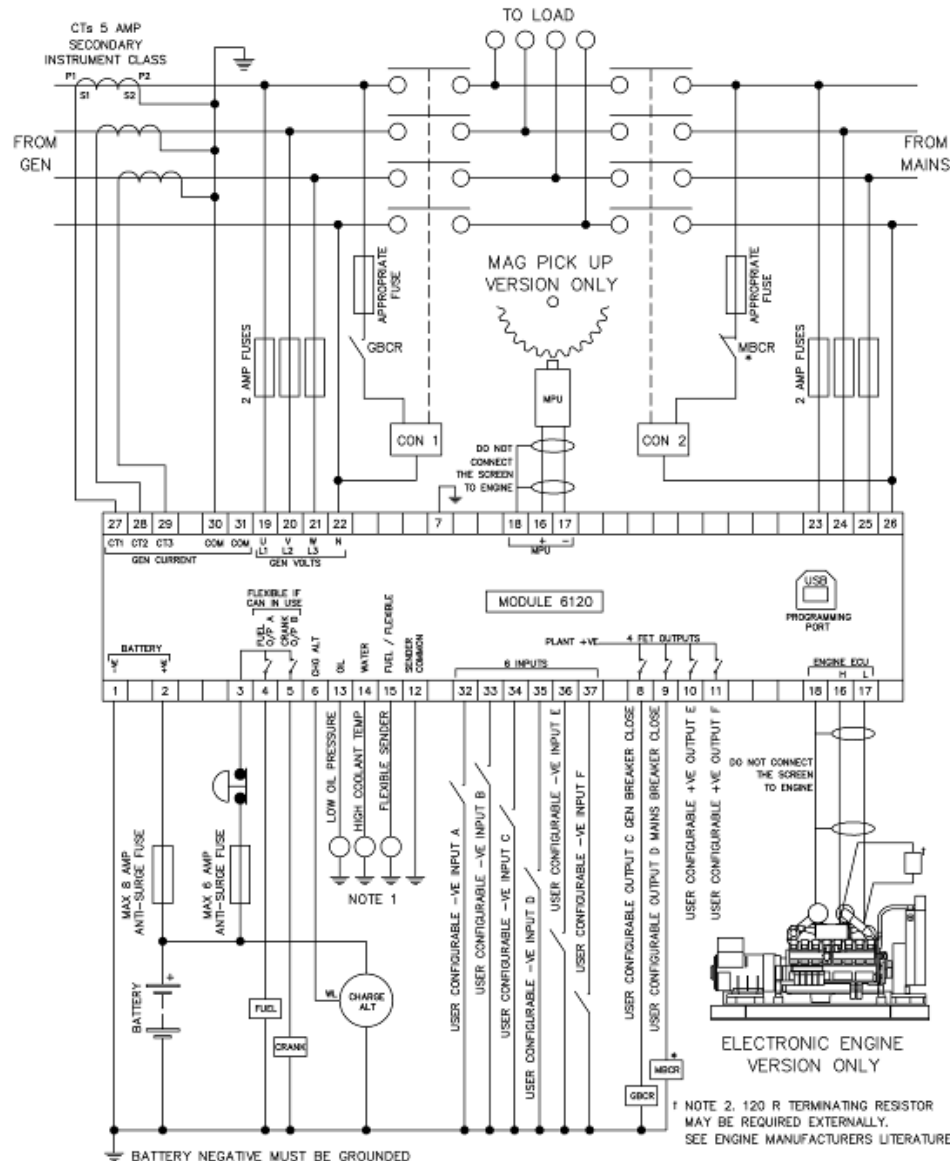 CTs 5 AMP
SECONDARY
INSTRUMENT CLASS
P1
P2
S1
S2
TO LOAD
FROM
GEN
FROM
MAINS
MAG PICK UP
VERSION ONLY
APPROPRIATE
FUSE
APPROPRIATE
FUSE
2 AMP FUSES
GBCR
MPU
MBCR
*
2 AMP FUSES
CON 1
CON 2
DO NOT
CONNECT
THE SCREEN
TO ENGINE
27 28 29 30 31 19 20 21 22 7 18 16 17 23 24 25 26
CT1 CT2 CT3 COM COM U V W N + -
L1 L2 L3
GEN CURRENT
GEN VOLTS
MPU
FLEXIBLE IF
CAN IN USE
MODULE 6120
USB
PROGRAMMING
PORT
BATTERY
-VE
+VE
FUEL
O/P A
CRANK
O/P B
CHG ALT
OIL
WATER
FUEL / FLEXIBLE
SENDER
COMMON
6 INPUTS
PLANT +VE
4 FET OUTPUTS
ENGINE ECU
H L
1 2 3 4 5 6 13 14 15 12 32 33 34 35 36 37 8 9 10 11 18 16 17
MAX 8 AMP
ANTI-SURGE FUSE
MAX 6 AMP
ANTI-SURGE FUSE
LOW OIL PRESSURE
HIGH COOLANT TEMP
FLEXIBLE SENDER
NOTE 1
USER CONFIGURABLE -VE INPUT A
USER CONFIGURABLE -VE INPUT B
USER CONFIGURABLE -VE INPUT C
USER CONFIGURABLE -VE INPUT D
USER CONFIGURABLE -VE INPUT E
USER CONFIGURABLE -VE INPUT F
USER CONFIGURABLE OUTPUT C GEN BREAKER CLOSE
USER CONFIGURABLE OUTPUT D MAINS BREAKER CLOSE
USER CONFIGURABLE +VE OUTPUT E
USER CONFIGURABLE +VE OUTPUT F
DO NOT CONNECT
THE SCREEN
TO ENGINE
†
BATTERY
+
FUEL
CRANK
WL
CHARGE
ALT
GBCR
MBCR
*
ELECTRONIC ENGINE
VERSION ONLY
† NOTE 2. 120 R TERMINATING RESISTOR
MAY BE REQUIRED EXTERNALLY.
SEE ENGINE MANUFACTURERS LITERATURE
BATTERY NEGATIVE MUST BE GROUNDED